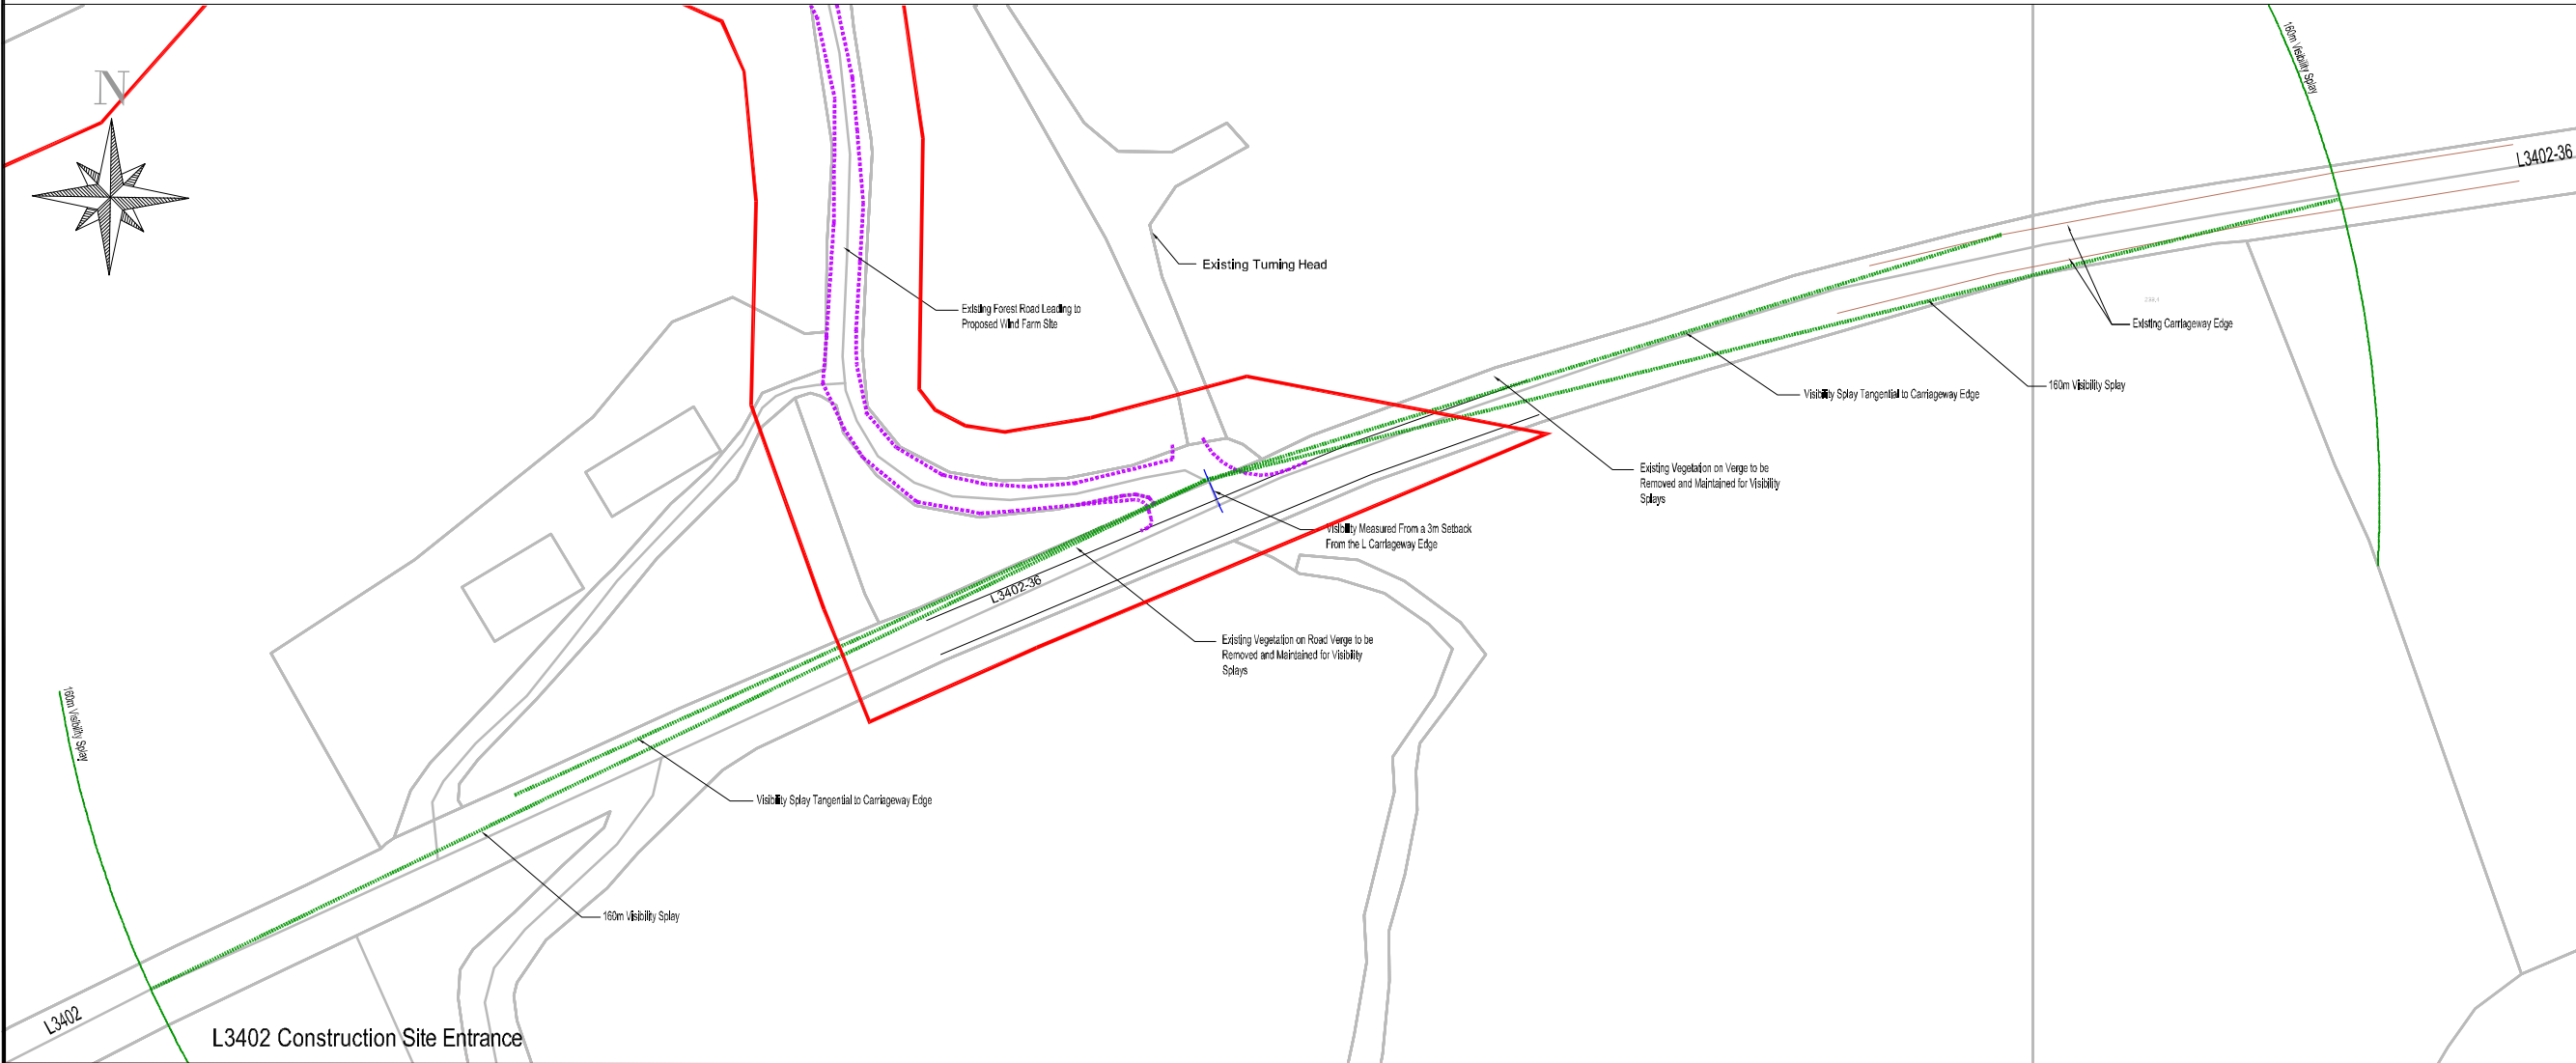 N
160m Visibility Splay
L3402-36
Existing Turning Head
Existing Forest Road Leading to
Proposed Wind Farm Site
Existing Carriageway Edge
160m Visibility Splay
Visibility Splay Tangential to Carriageway Edge
Existing Vegetation on Verge to be
Removed and Maintained for Visibility
Splays
Visibility Measured From a 3m Setback
From the L Carriageway Edge
L3402-36
Existing Vegetation on Road Verge to be
Removed and Maintained for Visibility
Splays
160m Visibility Splay
Visibility Splay Tangential to Carriageway Edge
160m Visibility Splay
L3402
L3402 Construction Site Entrance